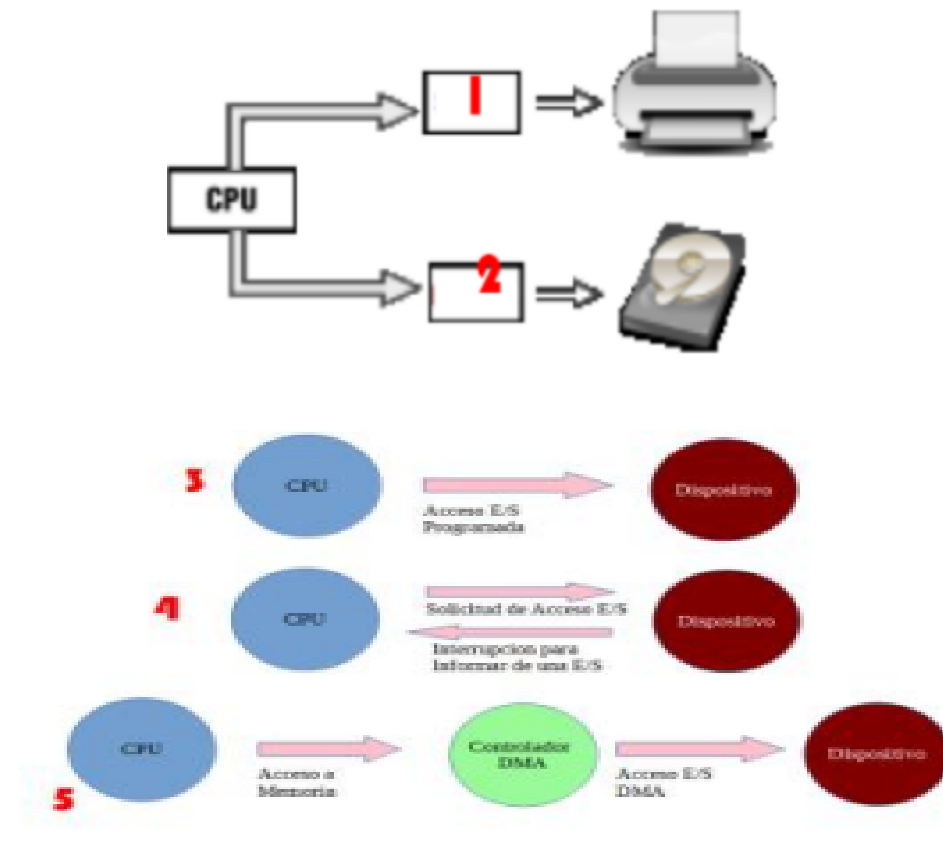 1
CPU
2
3
CPU
Acceso E/S
Programada
Dispositivo
4
CPU
Solicitud de Acceso E/S
Interrupcion para
Informar de una E/S
Dispositivo
5
CPU
Acceso a
Memoria
Controlador
DMA
Acceso E/S
DMA
Dispositivo